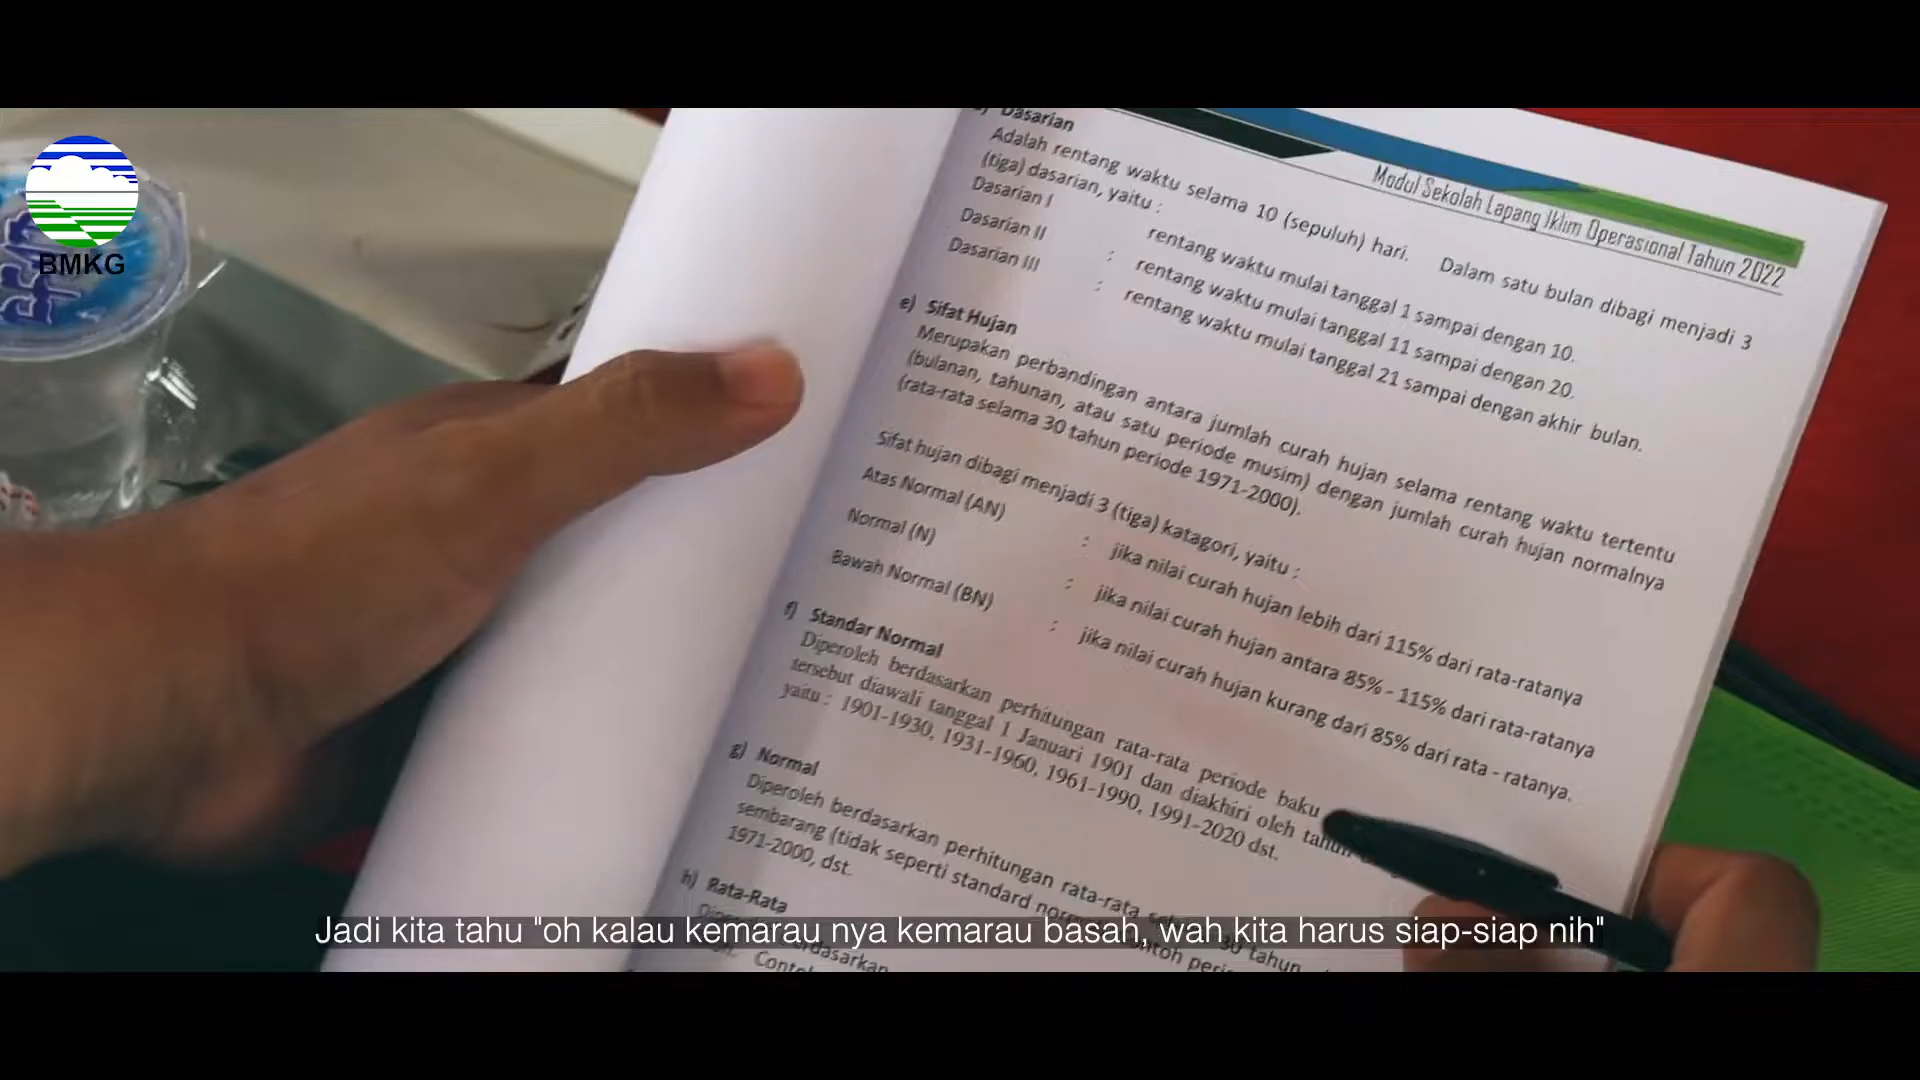 BMKG
Modul Sekolah Lapang Iklim Operasional Tahun 2022
Dasarian
Adalah rentang waktu selama 10 (sepuluh) hari. Dalam satu bulan dibagi menjadi 3
(tiga) dasarian, yaitu :
Dasarian I rentang waktu mulai tanggal 1 sampai dengan 10.
Dasarian II : rentang waktu mulai tanggal 11 sampai dengan 20.
Dasarian III : rentang waktu mulai tanggal 21 sampai dengan akhir bulan.
e) Sifat Hujan
Merupakan perbandingan antara jumlah curah hujan selama rentang waktu tertentu
(bulanan, tahunan, atau satu periode musim) dengan jumlah curah hujan normalnya
(rata-rata selama 30 tahun periode 1971-2000).
Sifat hujan dibagi menjadi 3 (tiga) katagori, yaitu :
Atas Normal (AN) : jika nilai curah hujan lebih dari 115% dari rata-ratanya
Normal (N) : jika nilai curah hujan antara 85% - 115% dari rata-ratanya
Bawah Normal (BN) : jika nilai curah hujan kurang dari 85% dari rata - ratanya.
f) Standar Normal
Diperoleh berdasarkan perhitungan rata-rata periode baku
tersebut diawali tanggal 1 Januari 1901 dan diakhiri oleh tahun
yaitu : 1901-1930, 1931-1960, 1961-1990, 1991-2020 dst.
g) Normal
Diperoleh berdasarkan perhitungan rata-rata 30 tahun
sembarang (tidak seperti standard
1971-2000, dst.
h) Rata-Rata
Jadi kita tahu "oh kalau kemarau nya kemarau basah, wah kita harus siap-siap nih"